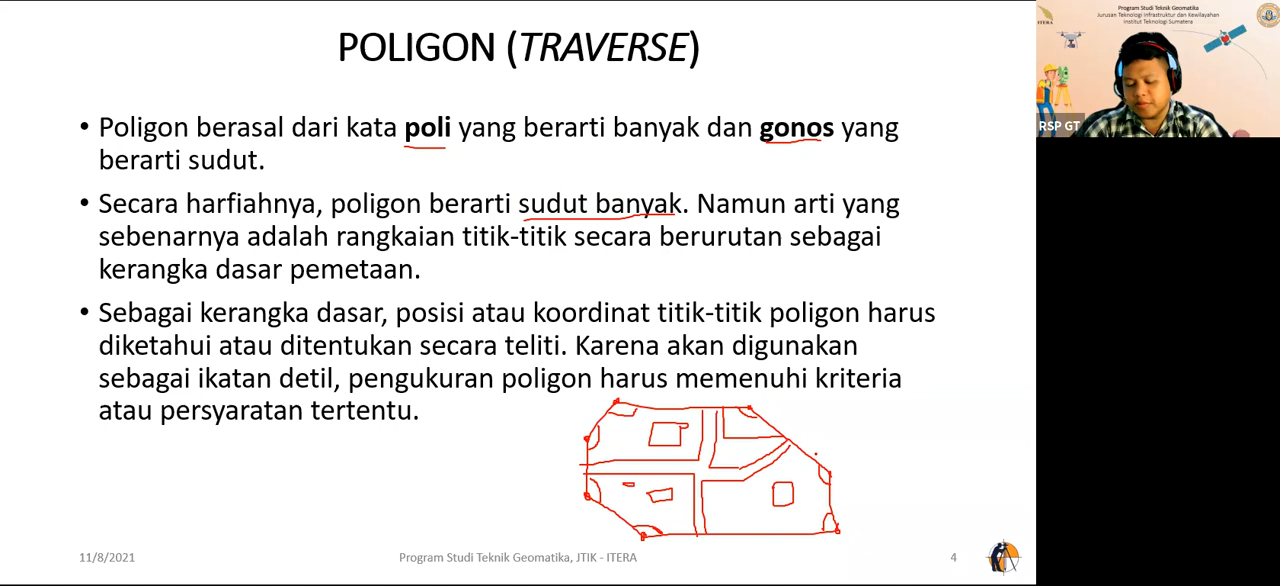 POLIGON (TRAVERSE)
• Poligon berasal dari kata poli yang berarti banyak dan gonos yang
berarti sudut.
• Secara harfiahnya, poligon berarti sudut banyak. Namun arti yang
sebenarnya adalah rangkaian titik-titik secara berurutan sebagai
kerangka dasar pemetaan.
• Sebagai kerangka dasar, posisi atau koordinat titik-titik poligon harus
diketahui atau ditentukan secara teliti. Karena akan digunakan
sebagai ikatan detil, pengukuran poligon harus memenuhi kriteria
atau persyaratan tertentu.
11/8/2021
Program Studi Teknik Geomatika, JTIK - ITERA
4
Program Studi Teknik Geomatika
Jurusan Teknologi Infrastruktur dan Kewilayahan
Institut Teknologi Sumatera
ITERA
RSP GT